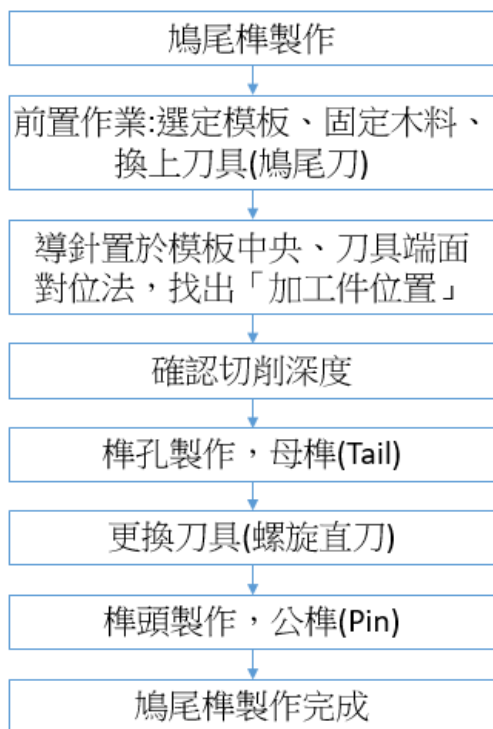 鳩尾榫製作
前置作業:選定模板、固定木料、
換上刀具(鳩尾刀)
導針置於模板中央、刀具端面
對位法，找出「加工件位置」
確認切削深度
榫孔製作，母榫(Tail)
更換刀具(螺旋直刀)
榫頭製作，公榫(Pin)
鳩尾榫製作完成